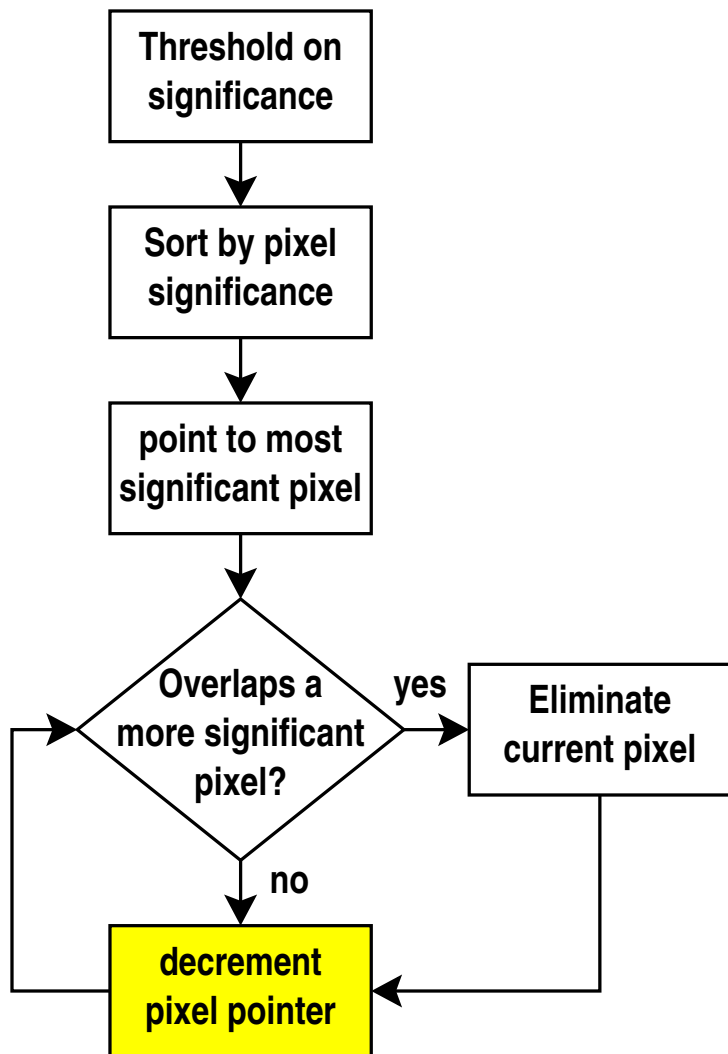 Threshold on
significance
Sort by pixel
significance
point to most
significant pixel
Overlaps a
more significant
pixel?
yes
Eliminate
current pixel
no
decrement
pixel pointer